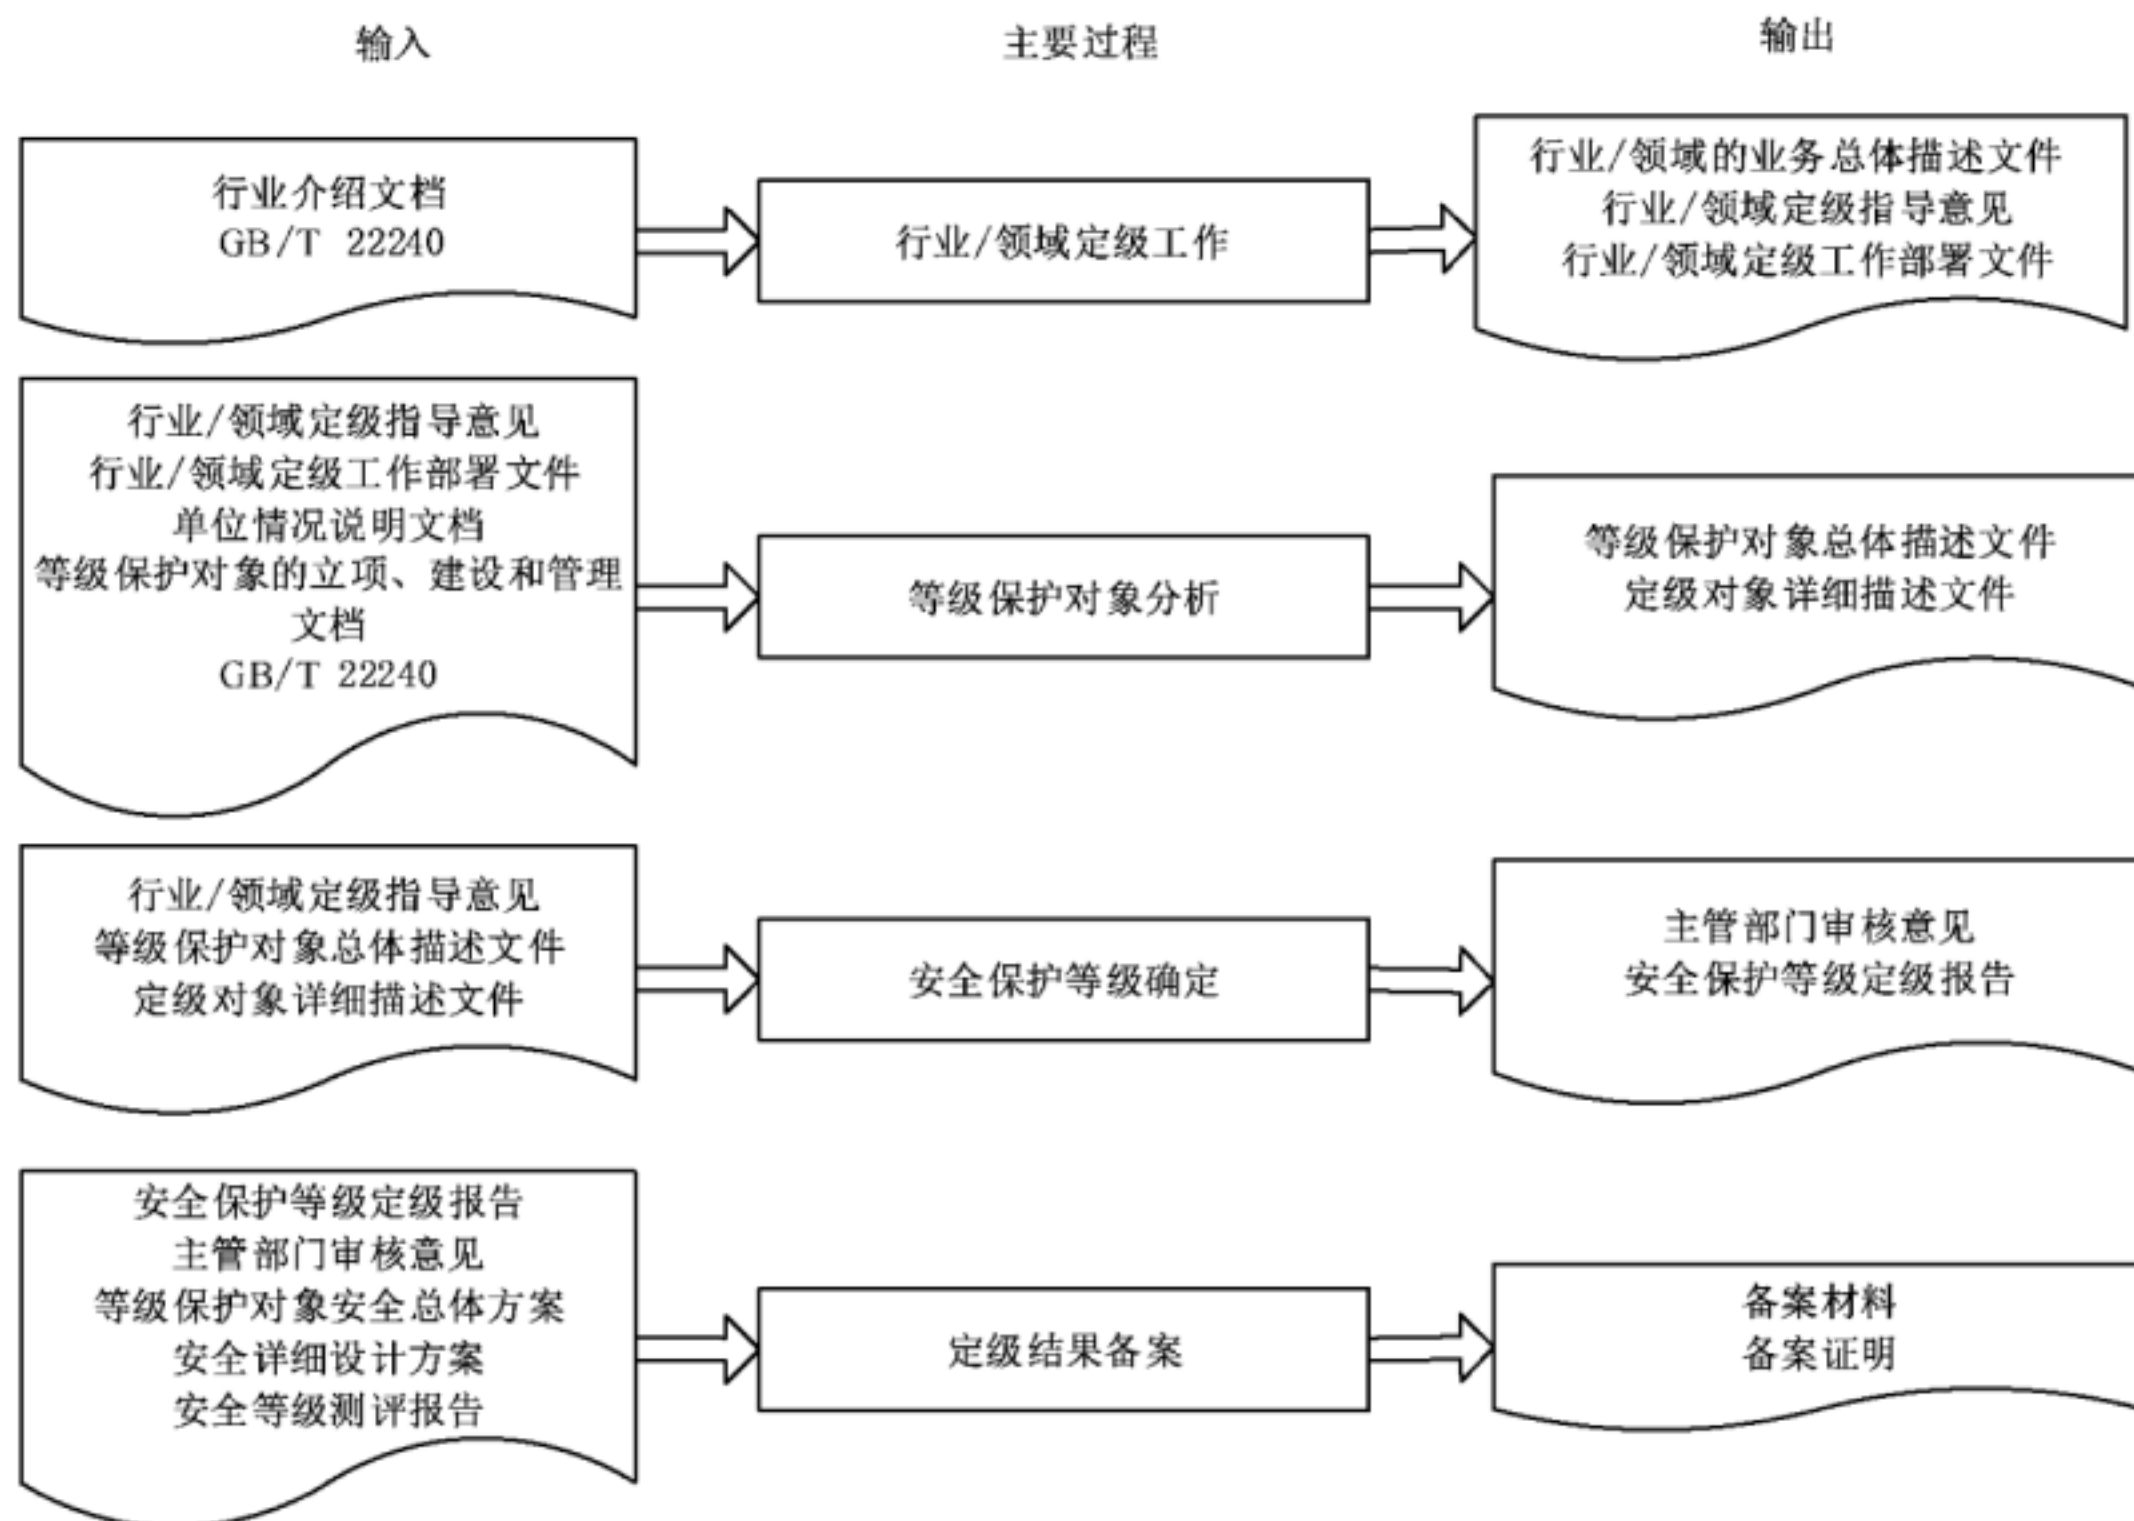 输入
主要过程
输出
行业介绍文档
GB/T 22240
行业/领域定级工作
行业/领域的业务总体描述文件
行业/领域定级指导意见
行业/领域定级工作部署文件
行业/领域定级指导意见
行业/领域定级工作部署文件
单位情况说明文档
等级保护对象的立项、建设和管理
文档
GB/T 22240
等级保护对象分析
等级保护对象总体描述文件
定级对象详细描述文件
行业/领域定级指导意见
等级保护对象总体描述文件
定级对象详细描述文件
安全保护等级确定
主管部门审核意见
安全保护等级定级报告
安全保护等级定级报告
主管部门审核意见
等级保护对象安全总体方案
安全详细设计方案
安全等级测评报告
定级结果备案
备案材料
备案证明